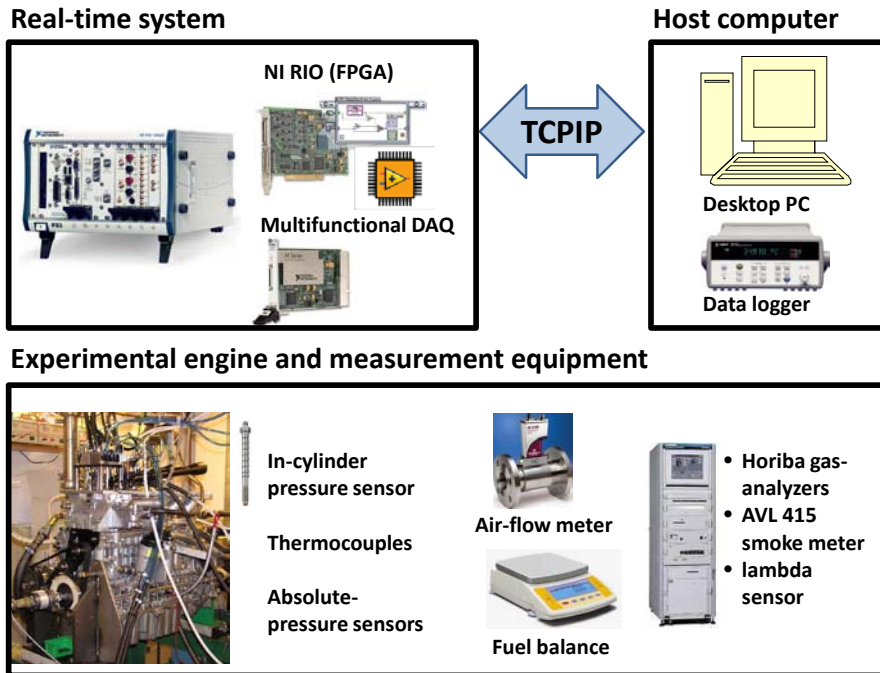 Real-time system
Host computer
NI RIO (FPGA)
TCPIP
Multifunctional DAQ
Desktop PC
Data logger
Experimental engine and measurement equipment
In-cylinder
pressure sensor
Thermocouples
Absolute-
pressure sensors
Air-flow meter
Fuel balance
• Horiba gas-
analyzers
• AVL 415
smoke meter
• lambda
sensor